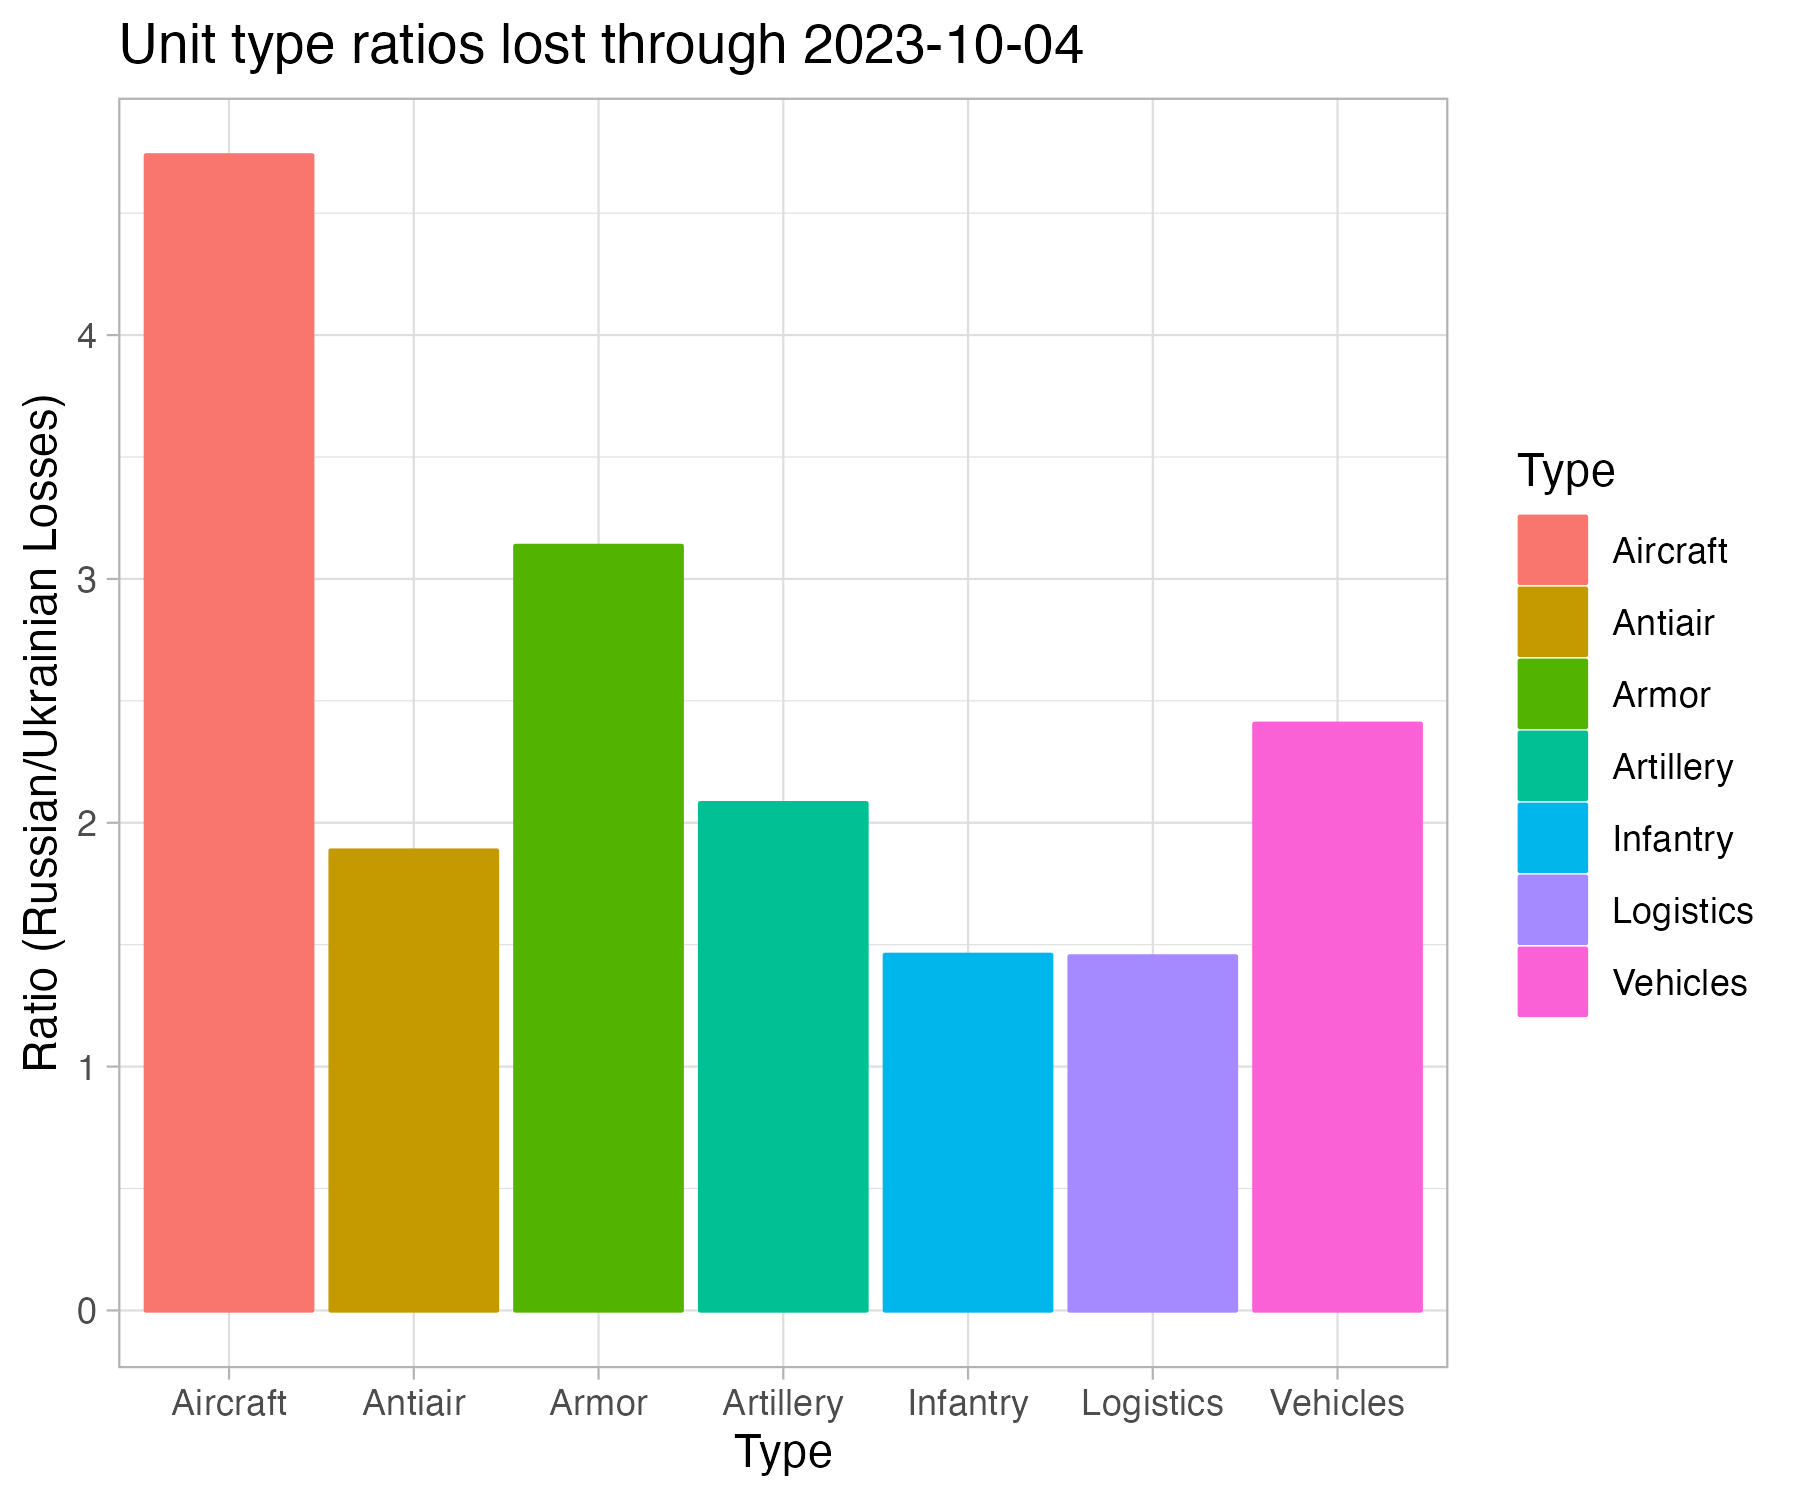 Unit type ratios lost through 2023-10-04
Ratio (Russian/Ukrainian Losses)
4
3
2
1
0
Aircraft
Antiair
Armor
Artillery
Infantry
Logistics
Vehicles
Type
Type
Aircraft
Antiair
Armor
Artillery
Infantry
Logistics
Vehicles